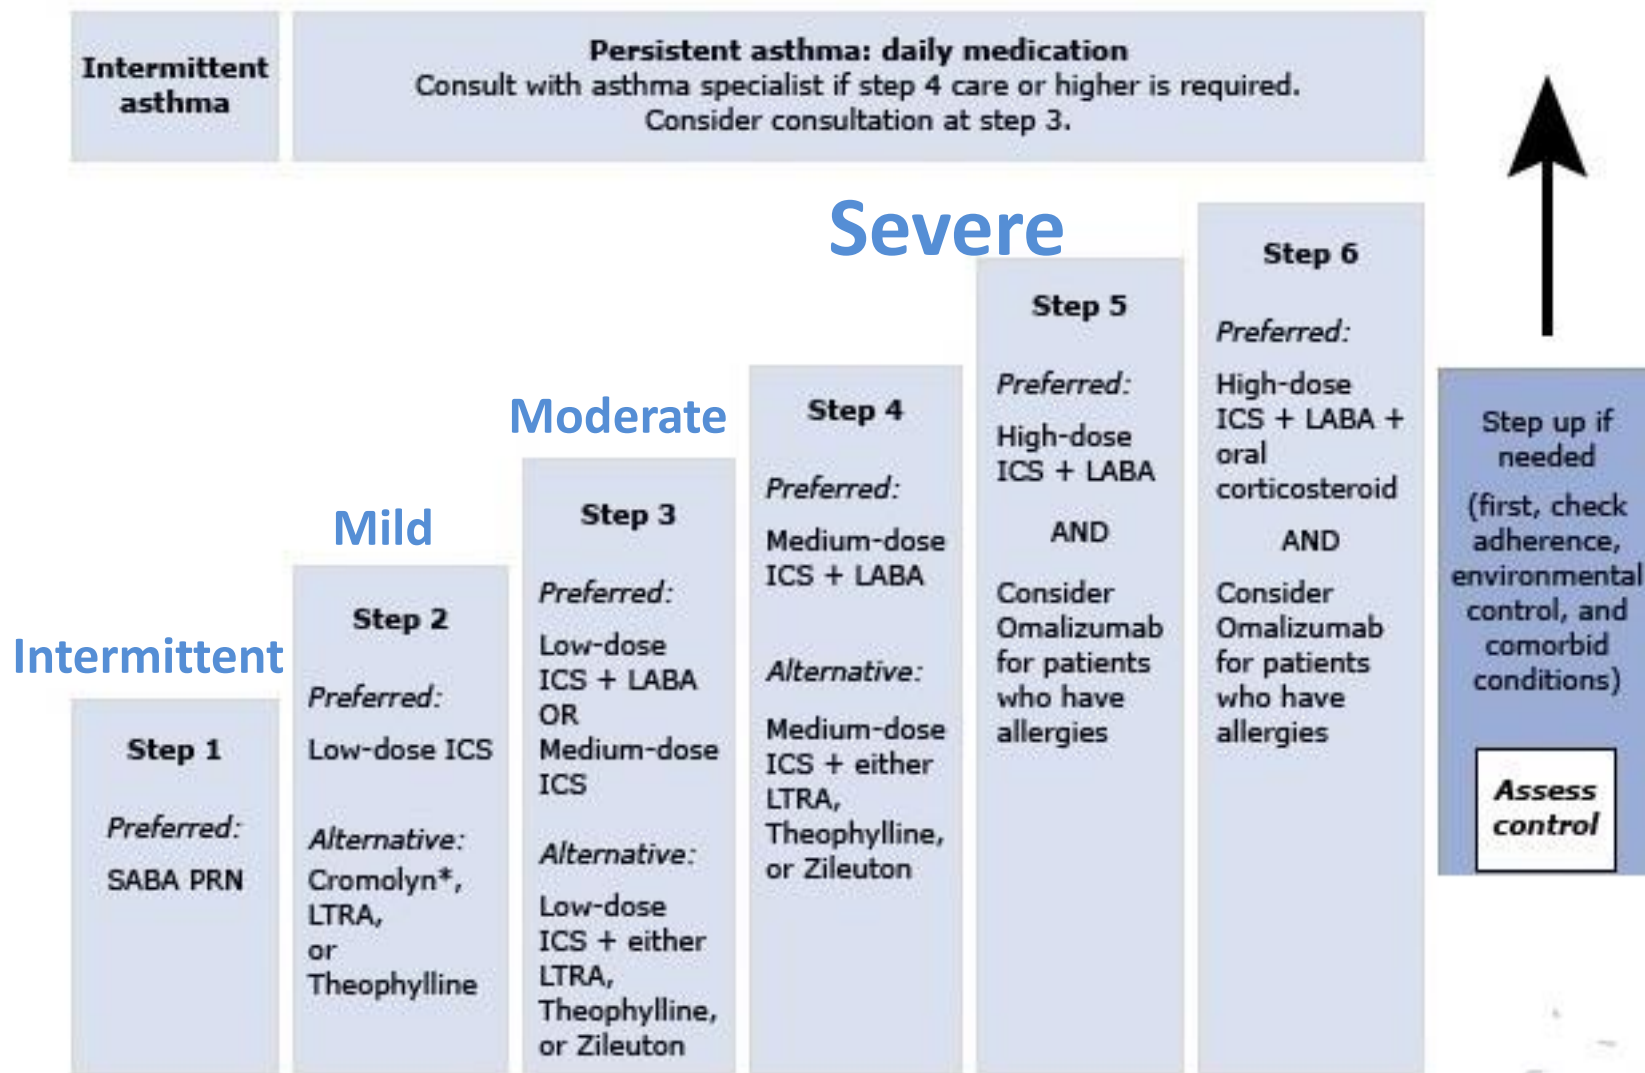 Intermittent
asthma
Persistent asthma: daily medication
Consult with asthma specialist if step 4 care or higher is required.
Consider consultation at step 3.
Intermittent
Step 1
Preferred:
SABA PRN
Mild
Step 2
Preferred:
Low-dose ICS
Alternative:
Cromolyn*,
LTRA,
or
Theophylline
Moderate
Step 3
Preferred:
Low-dose
ICS + LABA
OR
Medium-dose
ICS
Alternative:
Low-dose
ICS + either
LTRA,
Theophylline,
or Zileuton
Severe
Step 4
Preferred:
Medium-dose
ICS + LABA
Alternative:
Medium-dose
ICS + either
LTRA,
Theophylline,
or Zileuton
Step 5
Preferred:
High-dose
ICS + LABA
AND
Consider
Omalizumab
for patients
who have
allergies
Step 6
Preferred:
High-dose
ICS + LABA +
oral
corticosteroid
AND
Consider
Omalizumab
for patients
who have
allergies
Step up if
needed
(first, check
adherence,
environmental
control, and
comorbid
conditions)
Assess
control